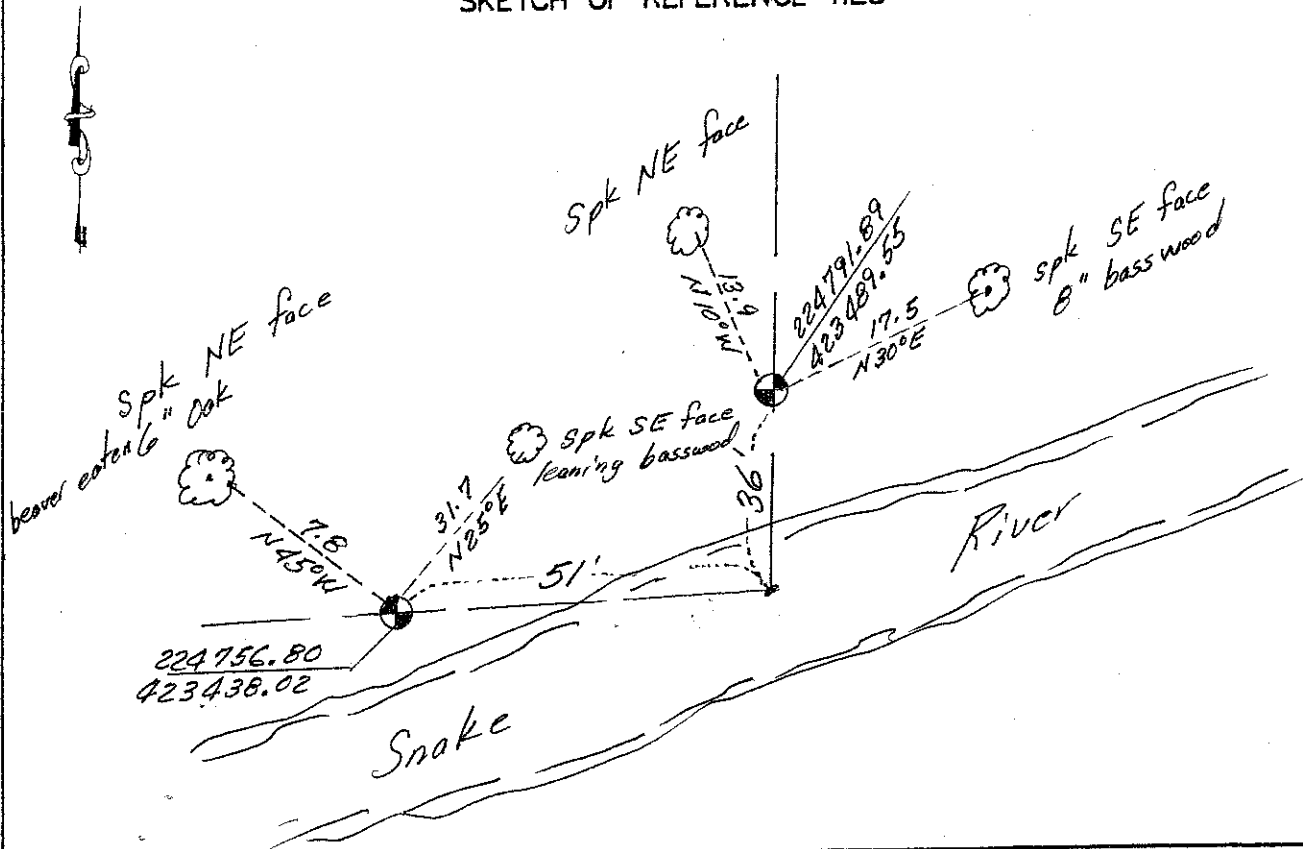 SKETCH OF REFERENCE TIES
Spk NE face
13.9
N10°W
224791.89
423489.55
17.5
N30°E
spk SE face
8" basswood
Spk NE face
beaver eaten 6" Oak
7.8
N45°W
31.7
N25°E
spk SE face
leaning basswood
36
51'
224756.80
423438.02
River
Snake